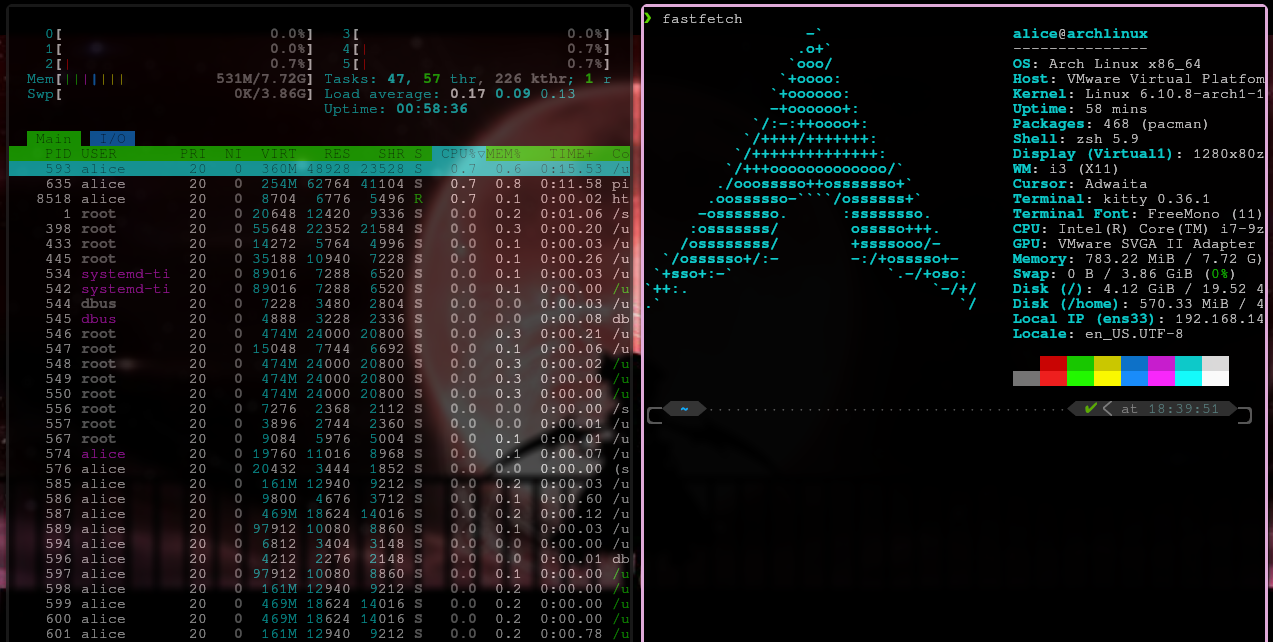 0[ 0.0%] 3[ 0.0%]
1[ 0.0%] 4[| 0.7%]
2[| 0.7%] 5[| 0.7%]
Mem[||||||| 531M/7.72G] Tasks: 47, 57 thr, 226 kthr; 1 r
Swp[ 0K/3.86G] Load average: 0.17 0.09 0.13
Uptime: 00:58:36
Main I/O
PID USER PRI NI VIRT RES SHR S CPU%▽MEM% TIME+ Co
593 alice 20 0 360M 48928 23528 S 0.7 0.6 0:15.53 /u
635 alice 20 0 254M 62764 41104 S 0.7 0.8 0:11.58 pi
8518 alice 20 0 8704 6776 5496 R 0.7 0.1 0:00.02 ht
1 root 20 0 20648 12420 9336 S 0.0 0.2 0:01.06 /s
398 root 20 0 55648 22352 21584 S 0.0 0.3 0:00.20 /u
433 root 20 0 14272 5764 4996 S 0.0 0.1 0:00.03 /u
445 root 20 0 35188 10940 7228 S 0.0 0.1 0:00.26 /u
534 systemd-ti 20 0 89016 7288 6520 S 0.0 0.1 0:00.03 /u
542 systemd-ti 20 0 89016 7288 6520 S 0.0 0.1 0:00.00 /u
544 dbus 20 0 7228 3480 2804 S 0.0 0.0 0:00.03 /u
545 dbus 20 0 4888 3228 2336 S 0.0 0.0 0:00.08 db
546 root 20 0 474M 24000 20800 S 0.0 0.3 0:00.21 /u
547 root 20 0 15048 7744 6692 S 0.0 0.1 0:00.06 /u
548 root 20 0 474M 24000 20800 S 0.0 0.3 0:00.00 /u
549 root 20 0 474M 24000 20800 S 0.0 0.3 0:00.00 /u
550 root 20 0 474M 24000 20800 S 0.0 0.3 0:00.00 /u
556 root 20 0 7276 2368 2112 S 0.0 0.0 0:00.00 /s
557 root 20 0 3896 2744 2360 S 0.0 0.0 0:00.01 /u
567 root 20 0 9084 5976 5004 S 0.0 0.1 0:00.01 /u
574 alice 20 0 19760 11016 8968 S 0.0 0.1 0:00.07 /u
576 alice 20 0 20432 3444 1852 S 0.0 0.0 0:00.00 (s
585 alice 20 0 161M 12940 9212 S 0.0 0.2 0:00.03 /u
586 alice 20 0 9800 4676 3712 S 0.0 0.1 0:00.60 /u
587 alice 20 0 469M 18624 14016 S 0.0 0.2 0:00.12 /u
589 alice 20 0 97912 10080 8860 S 0.0 0.1 0:00.03 /u
594 alice 20 0 6812 3404 3148 S 0.0 0.0 0:00.00 /u
596 alice 20 0 4212 2276 2148 S 0.0 0.0 0:00.01 db
597 alice 20 0 97912 10080 8860 S 0.0 0.1 0:00.00 /u
598 alice 20 0 161M 12940 9212 S 0.0 0.2 0:00.00 /u
599 alice 20 0 469M 18624 14016 S 0.0 0.2 0:00.00 /u
600 alice 20 0 469M 18624 14016 S 0.0 0.2 0:00.00 /u
601 alice 20 0 161M 12940 9212 S 0.0 0.2 0:00.78 /u
❯ fastfetch
alice@archlinux
---------------
OS: Arch Linux x86_64
Host: VMware Virtual Platfom
Kernel: Linux 6.10.8-arch1-1
Uptime: 58 mins
Packages: 468 (pacman)
Shell: zsh 5.9
Display (Virtual1): 1280x80z
WM: i3 (X11)
Cursor: Adwaita
Terminal: kitty 0.36.1
Terminal Font: FreeMono (11)
CPU: Intel(R) Core(TM) i7-9z
GPU: VMware SVGA II Adapter
Memory: 783.22 MiB / 7.72 G)
Swap: 0 B / 3.86 GiB (0%)
Disk (/): 4.12 GiB / 19.52 4
Disk (/home): 570.33 MiB / 4
Local IP (ens33): 192.168.14
Locale: en_US.UTF-8
~ ✔ < at 18:39:51